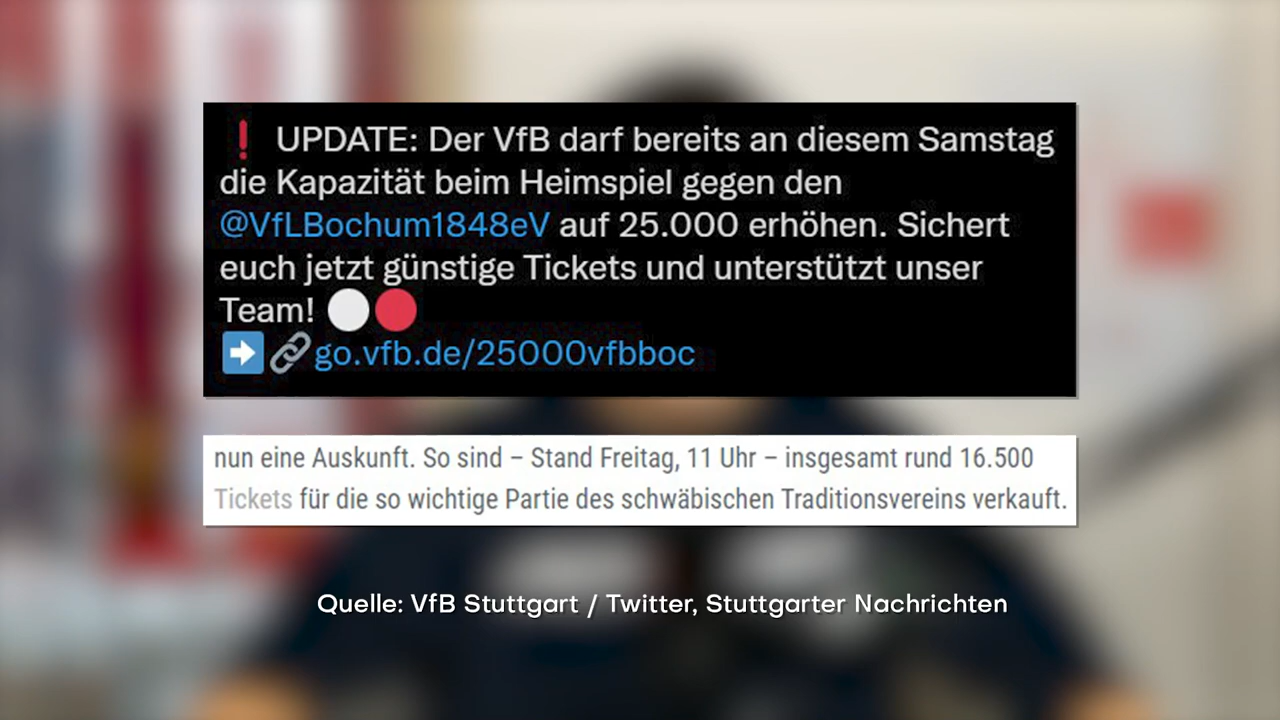 ❗ UPDATE: Der VfB darf bereits an diesem Samstag
die Kapazität beim Heimspiel gegen den
@VfLBochum1848eV auf 25.000 erhöhen. Sichert
euch jetzt günstige Tickets und unterstützt unser
Team! ⚪🔴
➡️🔗go.vfb.de/25000vfbboc
nun eine Auskunft. So sind – Stand Freitag, 11 Uhr – insgesamt rund 16.500
Tickets für die so wichtige Partie des schwäbischen Traditionsvereins verkauft.
Quelle: VfB Stuttgart / Twitter, Stuttgarter Nachrichten